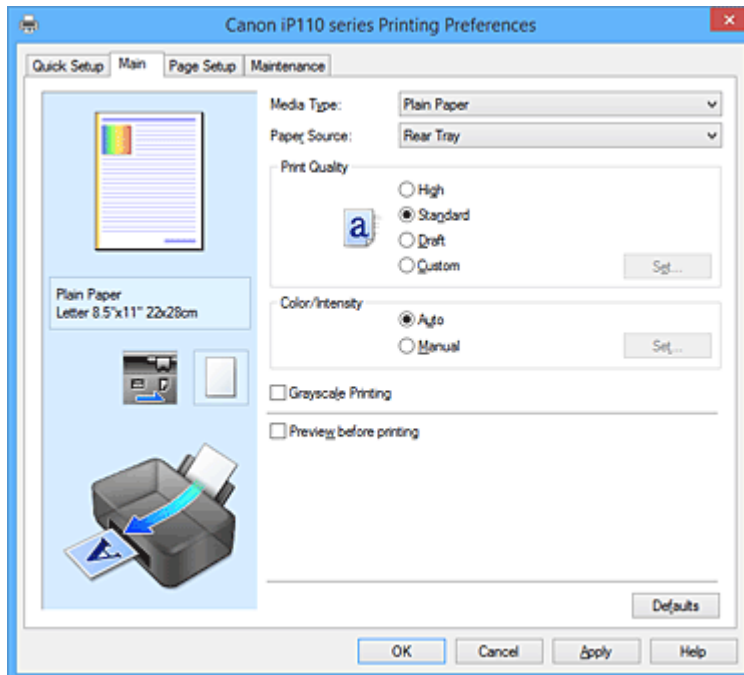 Canon iP110 series Printing Preferences
Quick Setup Main Page Setup Maintenance
Media Type: Plain Paper
Paper Source: Rear Tray
Print Quality
High
a Standard
Draft
Custom Set...
Plain Paper
Letter 8.5"x11" 22x28cm
Color/Intensity
Auto
Manual Set...
Grayscale Printing
Preview before printing
A
Defaults
OK Cancel Apply Help